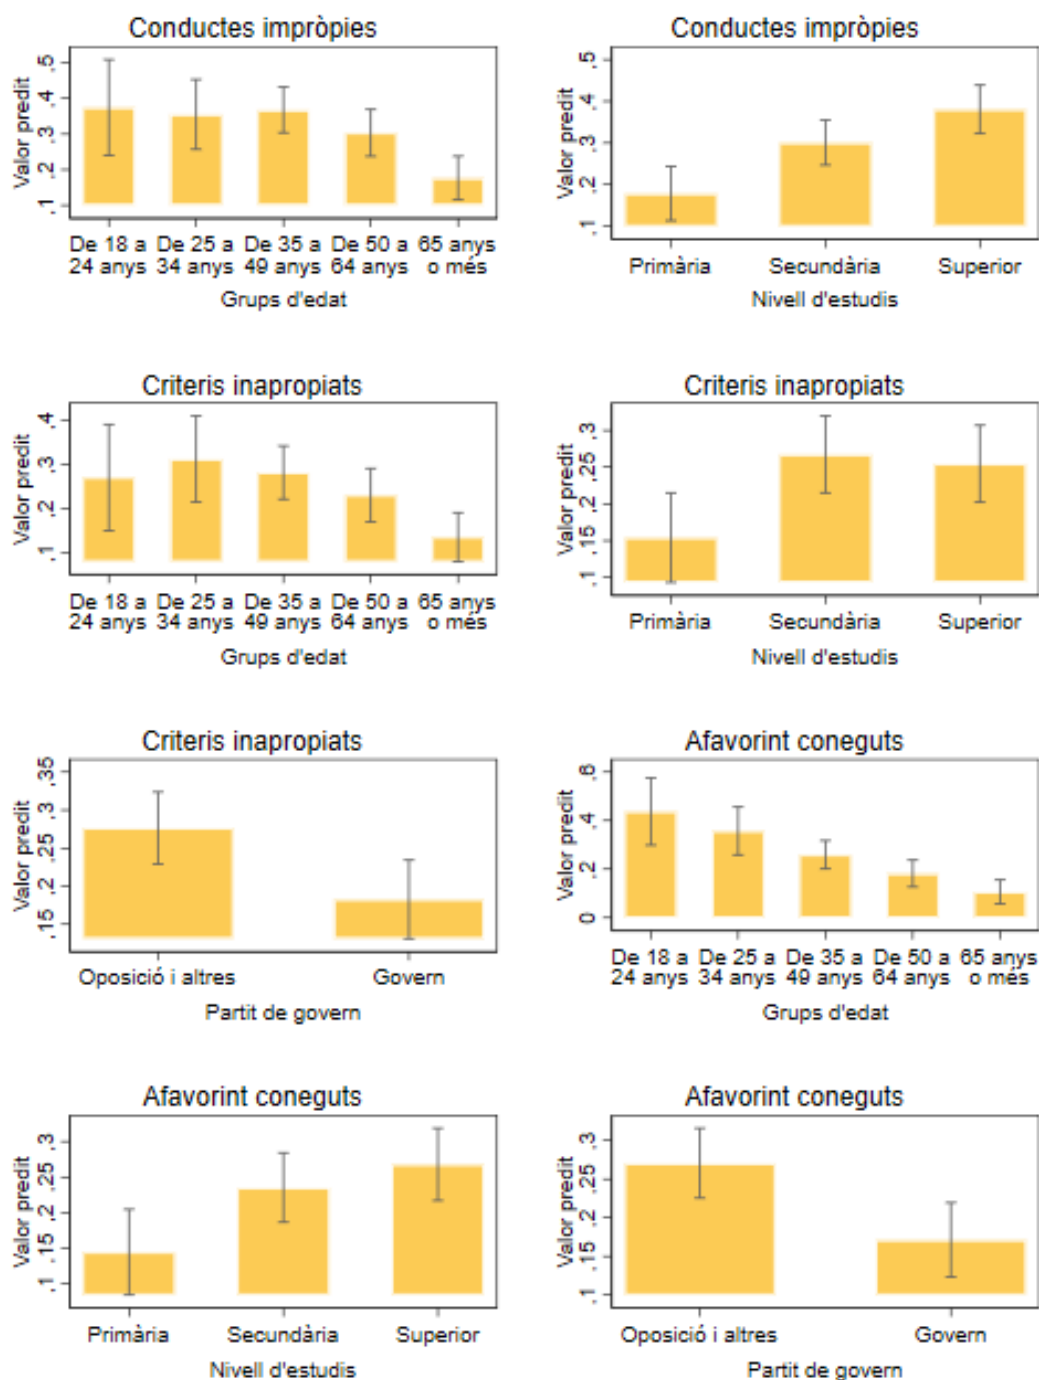 Conductes impròpies
Valor predit
,5
,4
,3
,2
,1
De 18 a De 25 a De 35 a De 50 a 65 anys
24 anys 34 anys 49 anys 64 anys o més
Grups d'edat
Conductes impròpies
Valor predit
,5
,4
,3
,2
,1
Primària Secundària Superior
Nivell d'estudis
Criteris inapropiats
Valor predit
,4
,3
,2
,1
De 18 a De 25 a De 35 a De 50 a 65 anys
24 anys 34 anys 49 anys 64 anys o més
Grups d'edat
Criteris inapropiats
Valor predit
,3
,25
,2
,15
,1
Primària Secundària Superior
Nivell d'estudis
Criteris inapropiats
Valor predit
,35
,3
,25
,2
,15
Oposició i altres Govern
Partit de govern
Afavorint coneguts
Valor predit
,6
,4
,2
0
De 18 a De 25 a De 35 a De 50 a 65 anys
24 anys 34 anys 49 anys 64 anys o més
Grups d'edat
Afavorint coneguts
Valor predit
,3
,25
,2
,15
,1
Primària Secundària Superior
Nivell d'estudis
Afavorint coneguts
Valor predit
,3
,25
,2
,15
,1
Oposició i altres Govern
Partit de govern